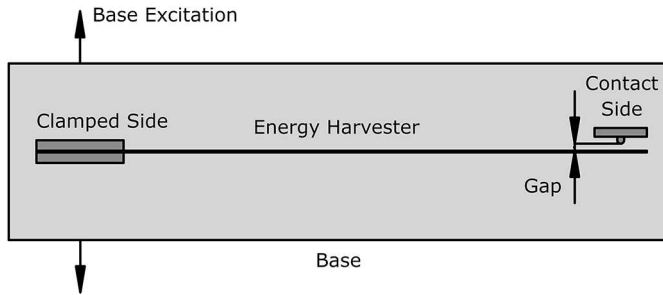 Base Excitation
Contact
Side
Clamped Side
Energy Harvester
Gap
Base